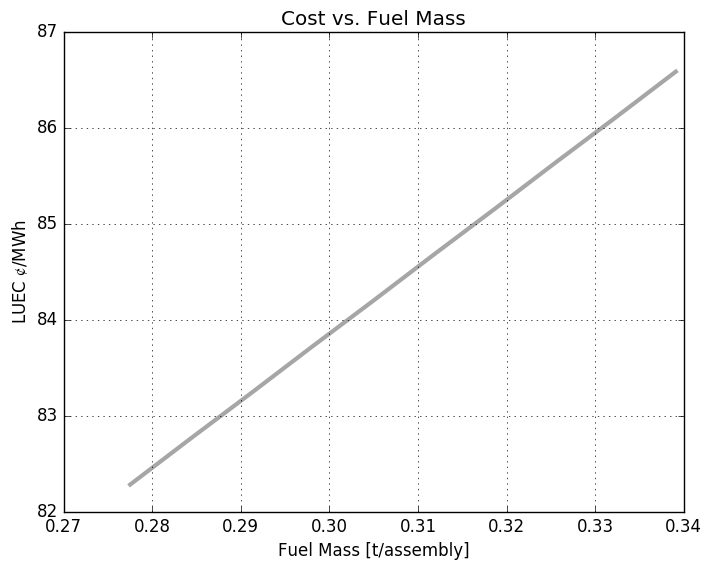 Cost vs. Fuel Mass
87
86
85
84
83
82
LUEC ¢/MWh
0.27 0.28 0.29 0.30 0.31 0.32 0.33 0.34
Fuel Mass [t/assembly]